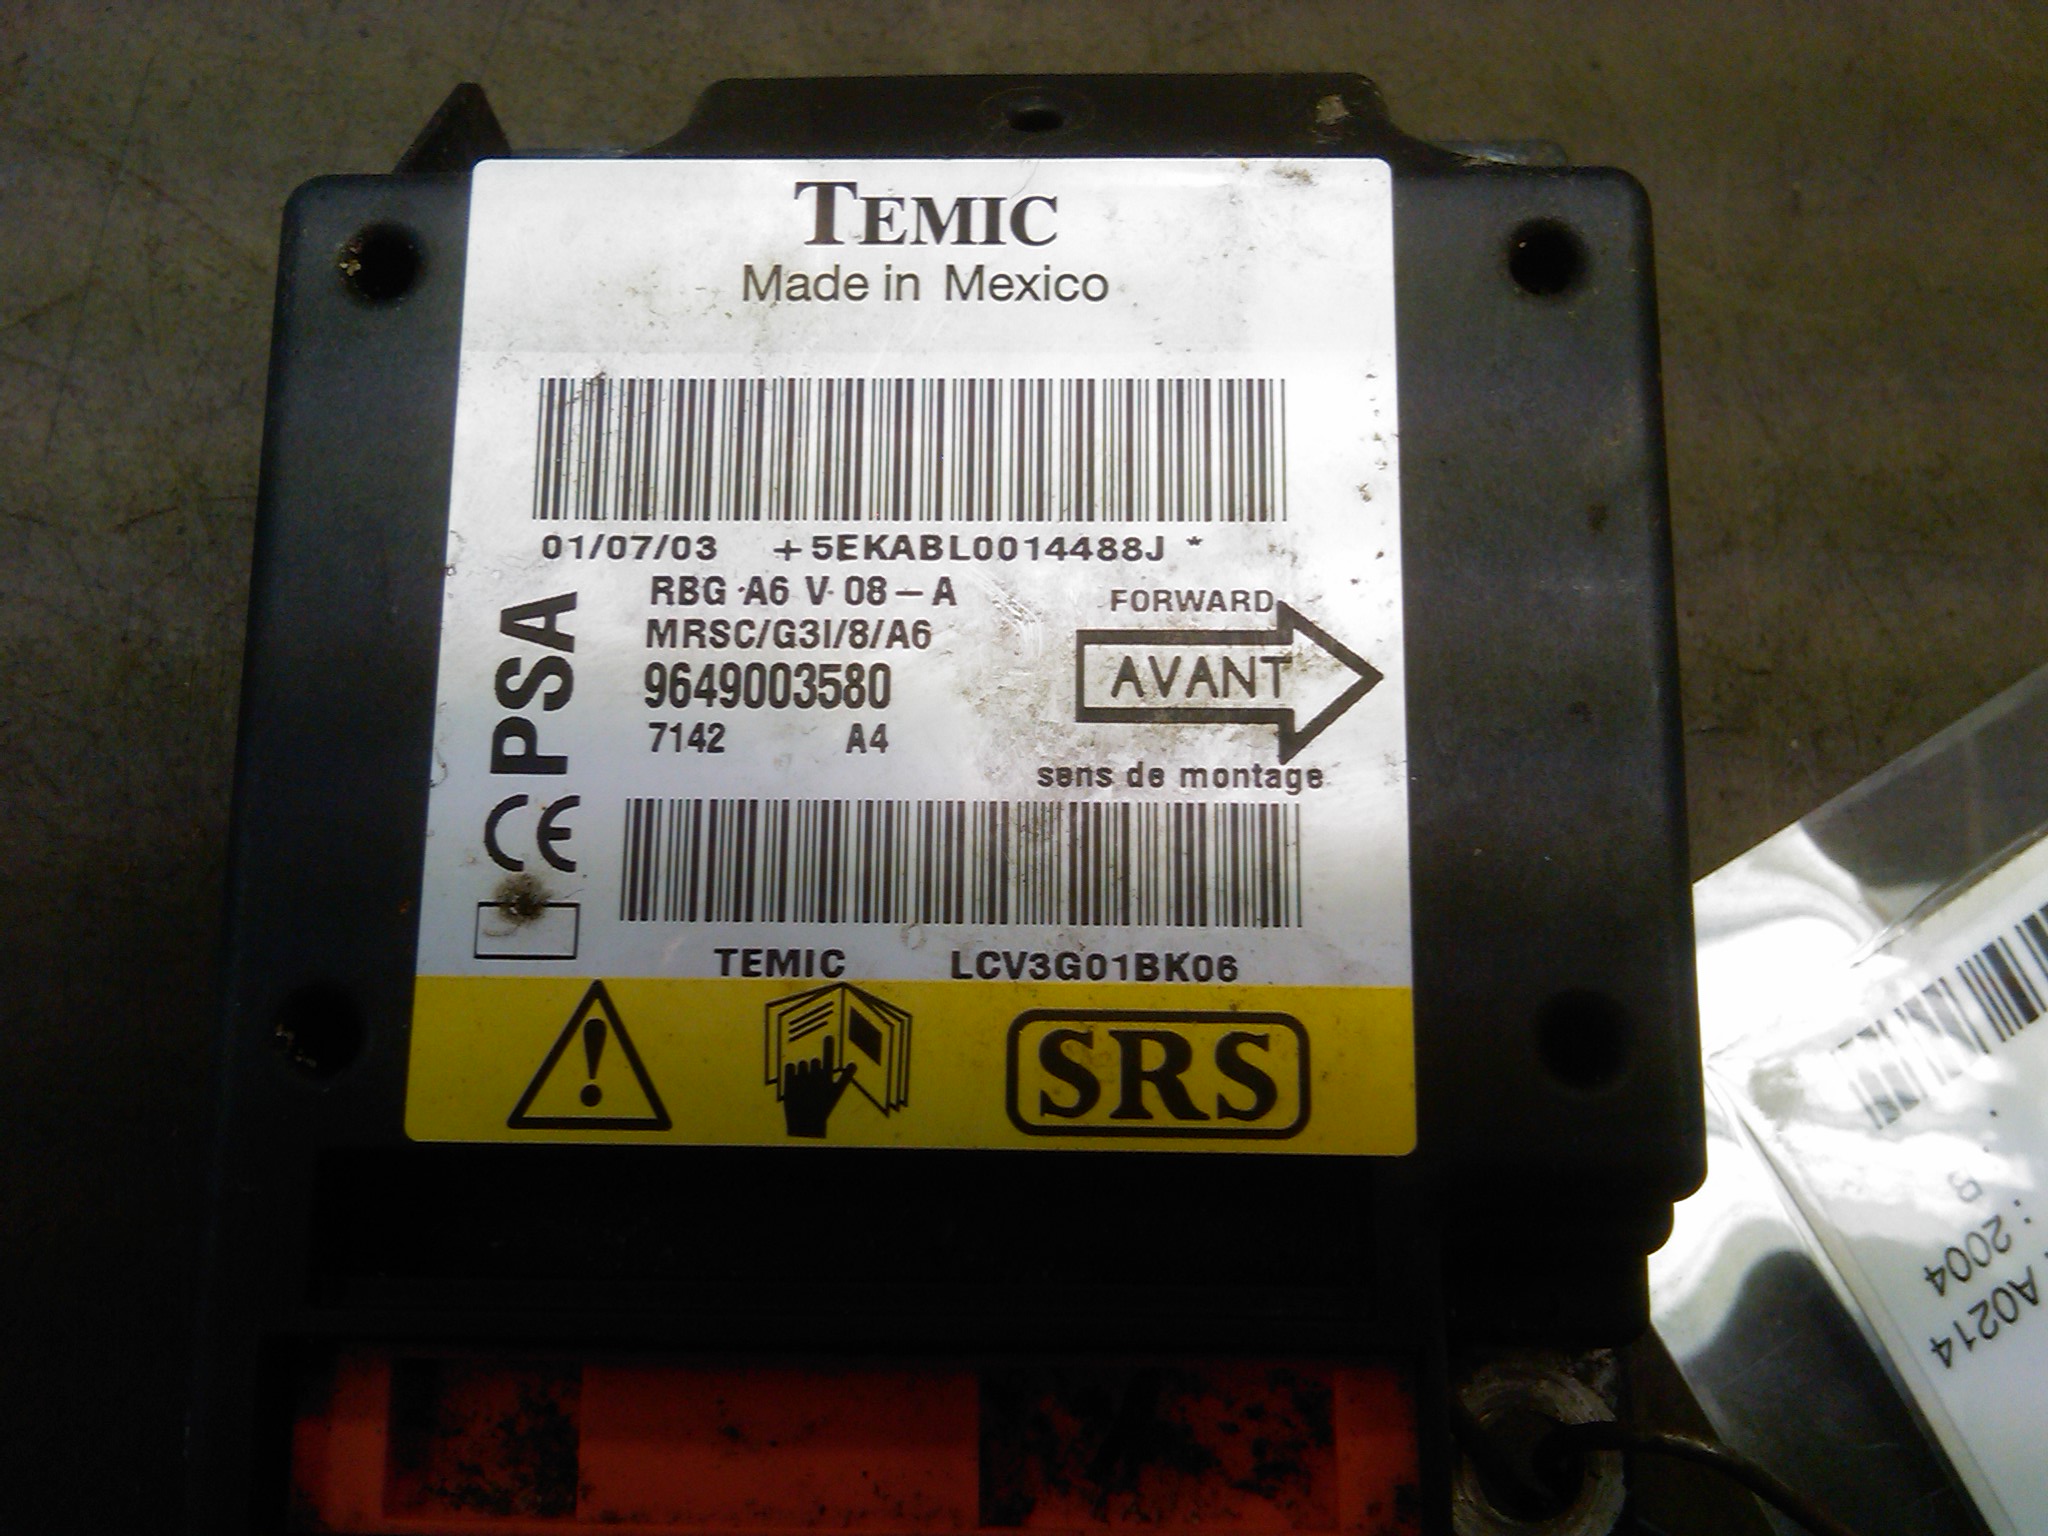 TEMIC
Made in Mexico
01/07/03 +5EKABL0014488J *
RBG A6 V 08-A
MRSC/G3I/8/A6
9649003580
7142 A4
PSA
CE
FORWARD
AVANT
sens de montage
TEMIC LCV3G01BK06
SRS
A0214
: 2004